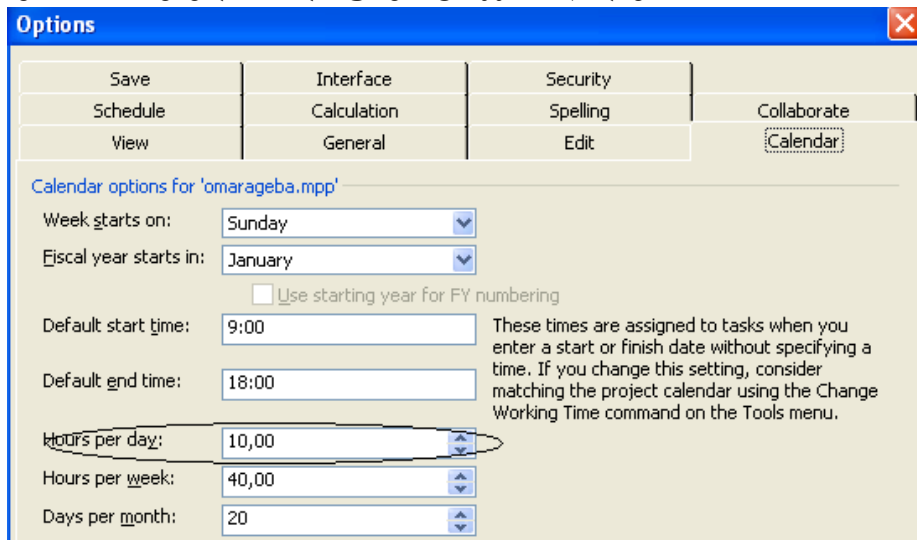 Options
Save Interface Security
Schedule Calculation Spelling Collaborate
View General Edit Calendar
Calendar options for 'omarageba.mpp'
Week starts on: Sunday
Fiscal year starts in: January
Use starting year for FY numbering
Default start time: 9:00
These times are assigned to tasks when you
enter a start or finish date without specifying a
time. If you change this setting, consider
matching the project calendar using the Change
Working Time command on the Tools menu.
Default end time: 18:00
Hours per day: 10,00
Hours per week: 40,00
Days per month: 20